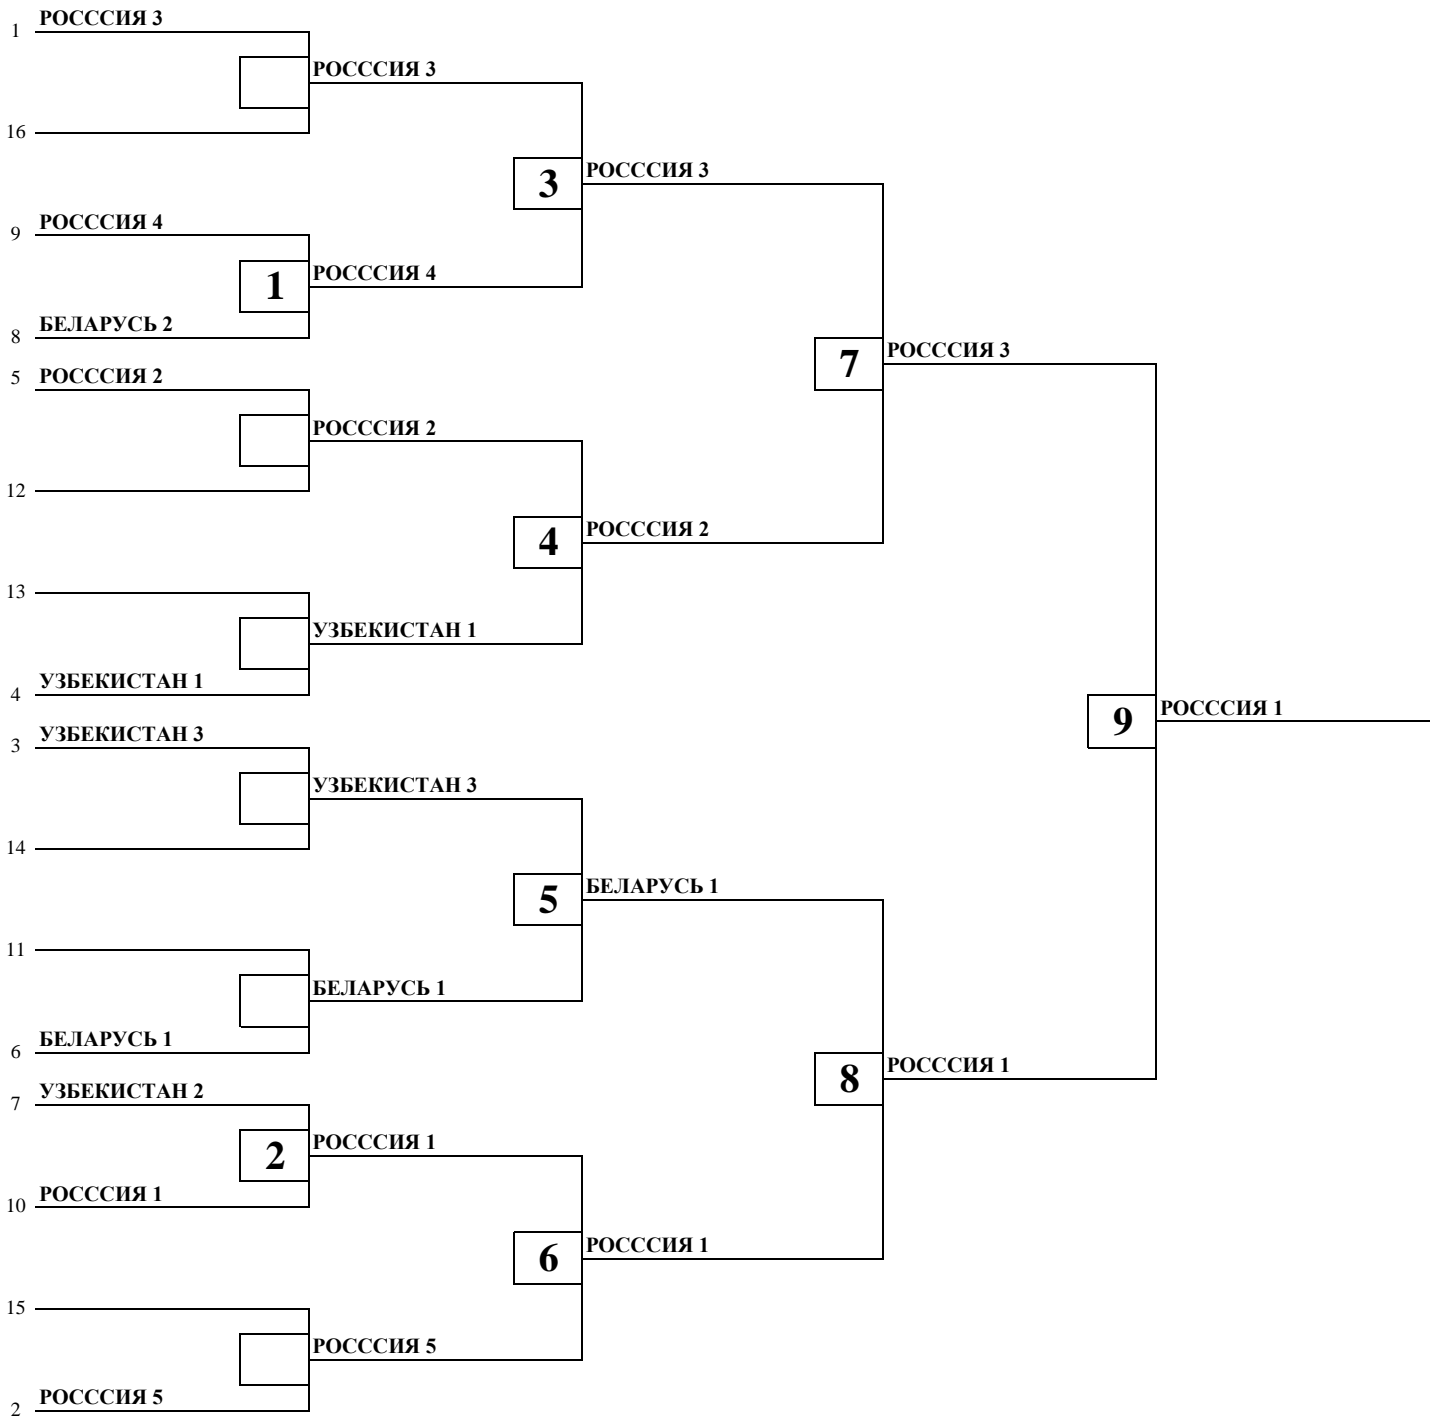 1 РОСССИЯ 3
РОСССИЯ 3
16
3 РОСССИЯ 3
9 РОСССИЯ 4
1 РОСССИЯ 4
8 БЕЛАРУСЬ 2
7 РОСССИЯ 3
5 РОСССИЯ 2
РОСССИЯ 2
12
4 РОСССИЯ 2
13
УЗБЕКИСТАН 1
4 УЗБЕКИСТАН 1
9 РОСССИЯ 1
3 УЗБЕКИСТАН 3
УЗБЕКИСТАН 3
14
5 БЕЛАРУСЬ 1
11
БЕЛАРУСЬ 1
6 БЕЛАРУСЬ 1
8 РОСССИЯ 1
7 УЗБЕКИСТАН 2
2 РОСССИЯ 1
10 РОСССИЯ 1
6 РОСССИЯ 1
15
РОСССИЯ 5
2 РОСССИЯ 5